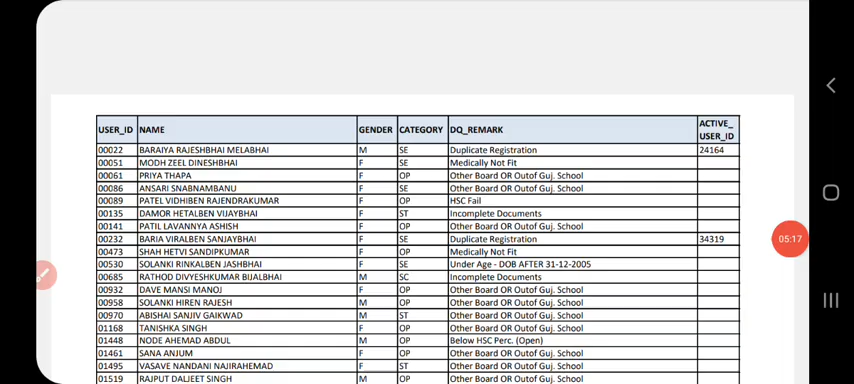 USER_ID NAME GENDER CATEGORY DQ_REMARK ACTIVE_USER_ID
00022 BARAIYA RAJESHBHAI MELABHAI M SE Duplicate Registration 24164
00051 MODH ZEEL DINESHBHAI F SE Medically Not Fit
00061 PRIYA THAPA F OP Other Board OR Outof Guj. School
00086 ANSARI SNABNAMBANU F SE Other Board OR Outof Guj. School
00089 PATEL VIDHIBEN RAJENDRAKUMAR F OP HSC Fail
00135 DAMOR HETALBEN VIJAYBHAI F ST Incomplete Documents
00141 PATIL LAVANNYA ASHISH F OP Other Board OR Outof Guj. School
00232 BARIA VIRALBEN SANJAYBHAI F SE Duplicate Registration 34319
00473 SHAH HETVI SANDIPKUMAR F OP Medically Not Fit
00530 SOLANKI RINKALBEN JASHBHAI F SE Under Age - DOB AFTER 31-12-2005
00685 RATHOD DIVYESHKUMAR BIJALBHAI M SC Incomplete Documents
00932 DAVE MANSI MANOJ F OP Other Board OR Outof Guj. School
00958 SOLANKI HIREN RAJESH M OP Other Board OR Outof Guj. School
00970 ABISHAI SANJIV GAIKWAD M ST Other Board OR Outof Guj. School
01168 TANISHKA SINGH F OP Other Board OR Outof Guj. School
01448 NODE AHEMAD ABDUL M OP Below HSC Perc. (Open)
01461 SANA ANJUM F OP Other Board OR Outof Guj. School
01495 VASAVE NANDANI NAJIRAHEMAD F ST Other Board OR Outof Guj. School
01519 RAJPUT DALJEET SINGH M OP Other Board OR Outof Guj. School
05:17